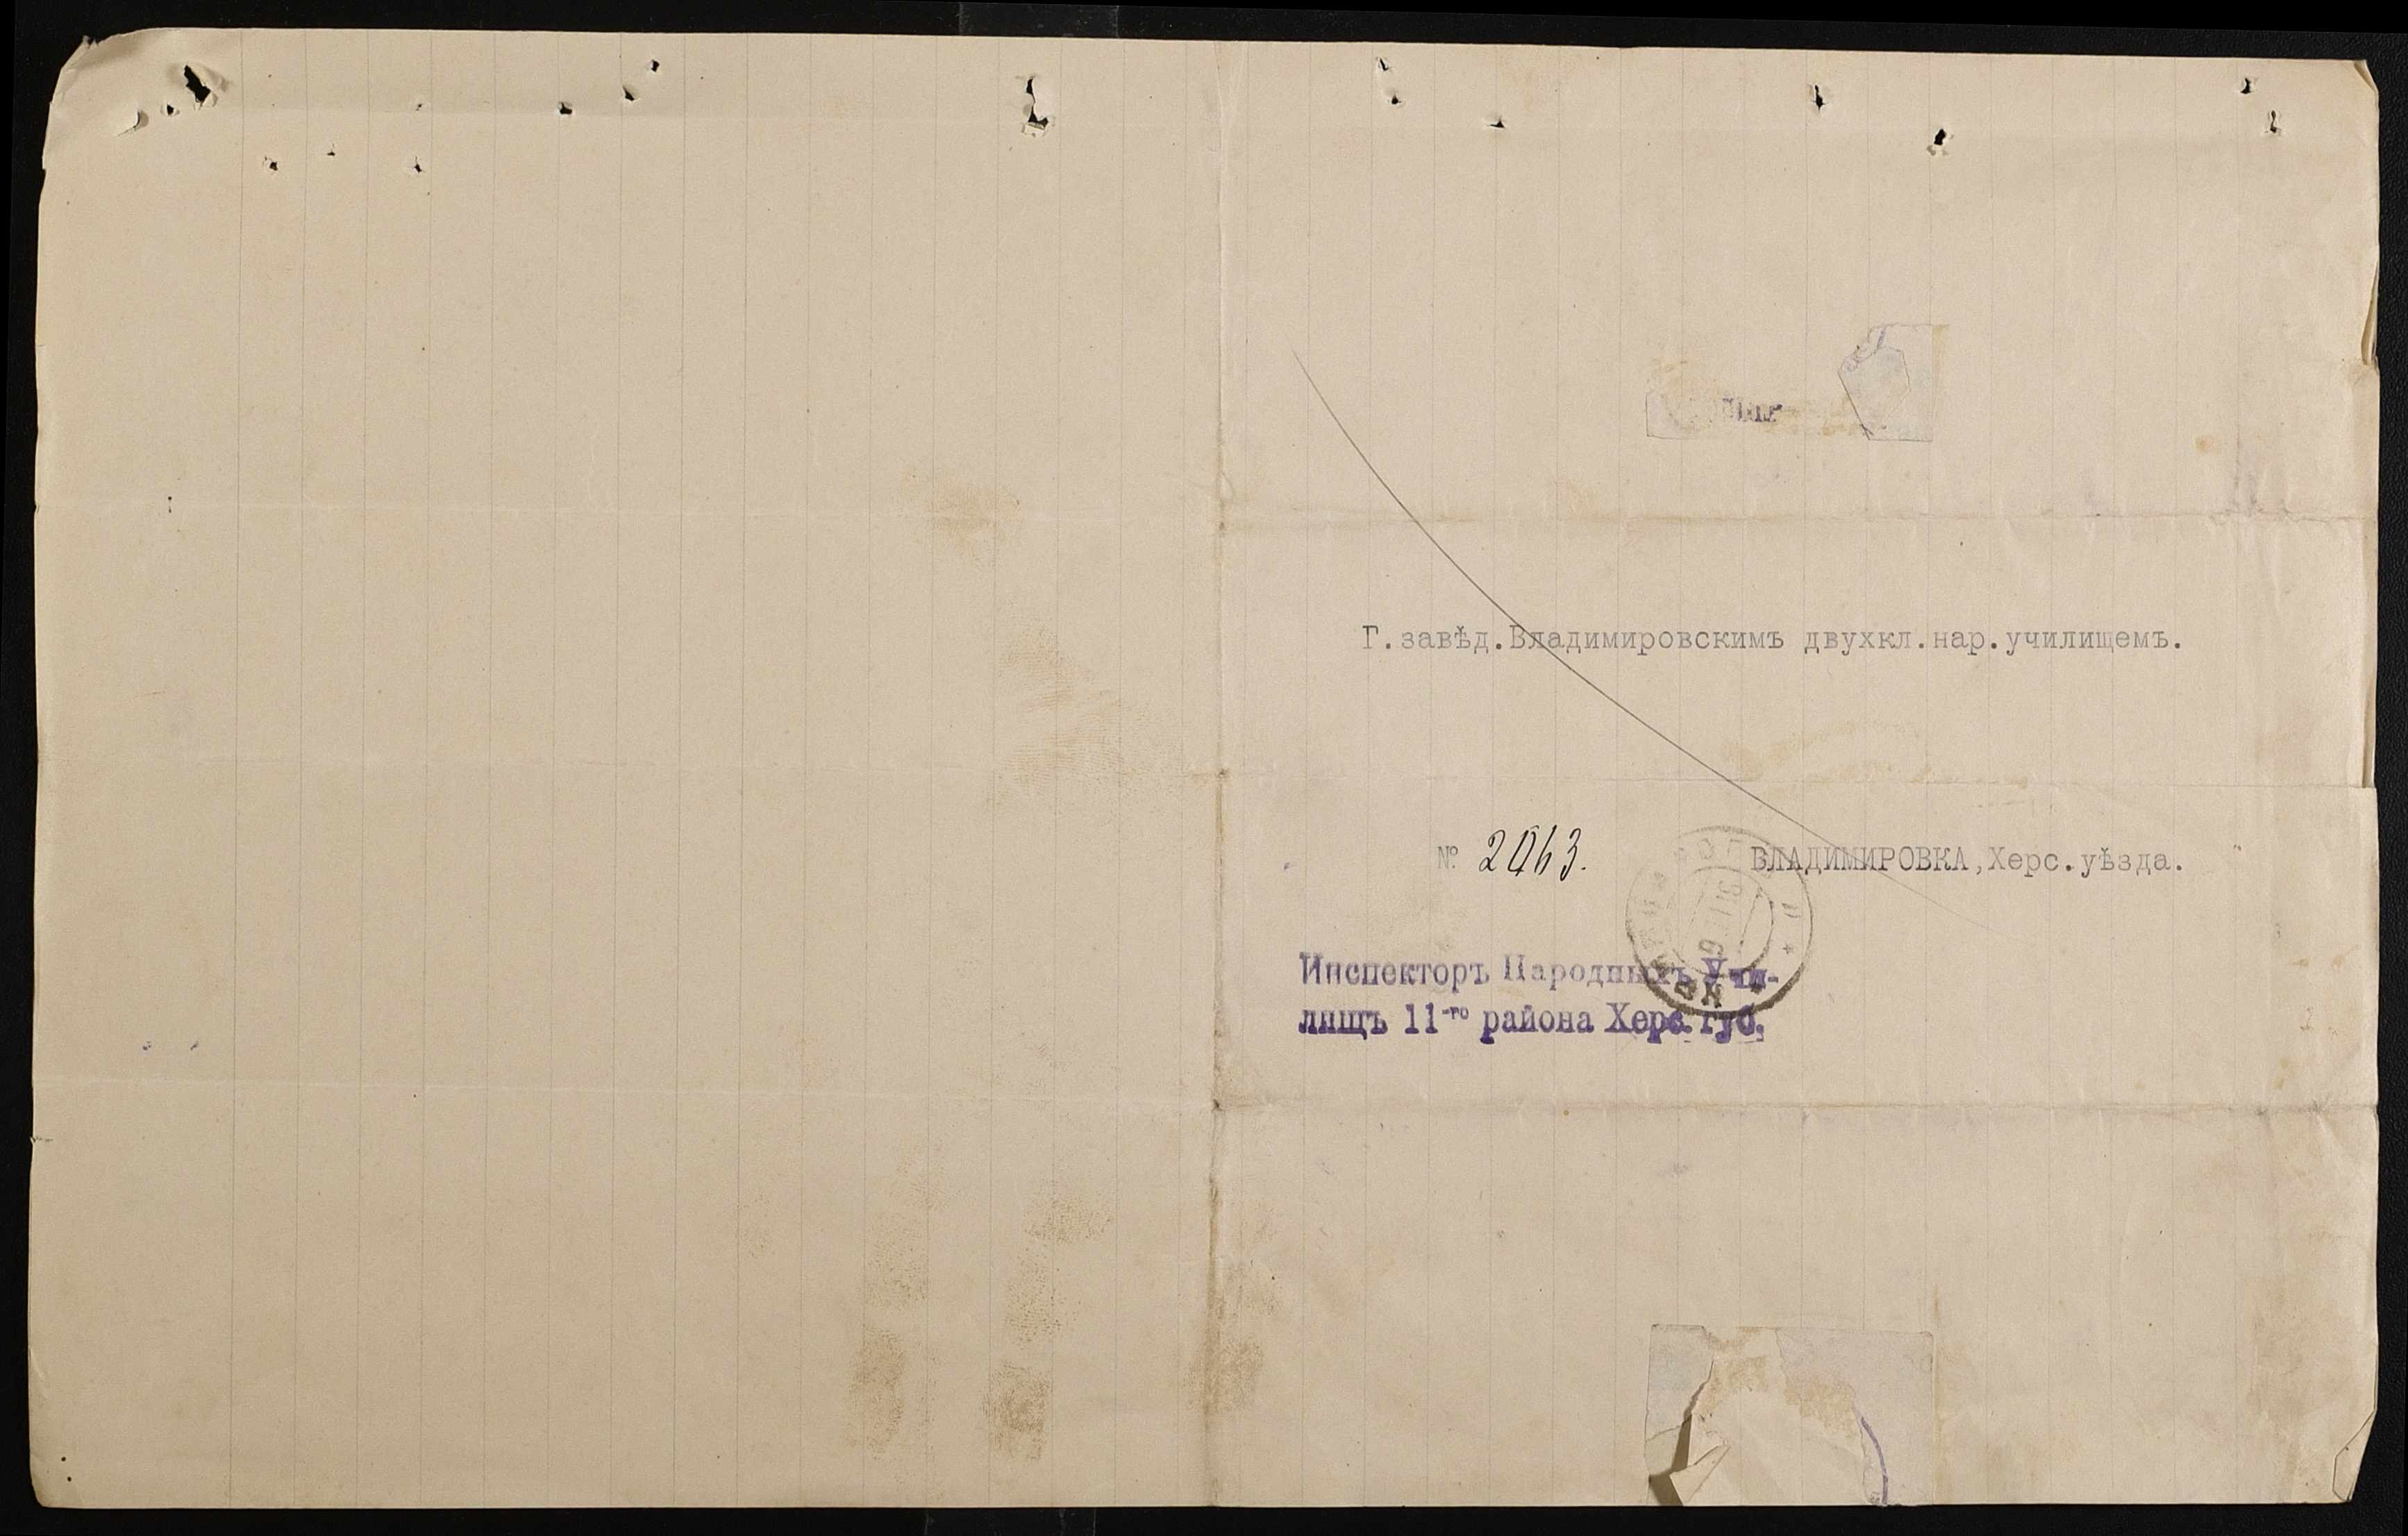 Г. завѣд. Владимировскимъ двухкл. нар. училищемъ.
№ 2063. ВЛАДИМИРОВКА, Херс. уѣзда.
Инспекторъ Народныхъ Учи-
лищъ 11-го района Херс. губ.